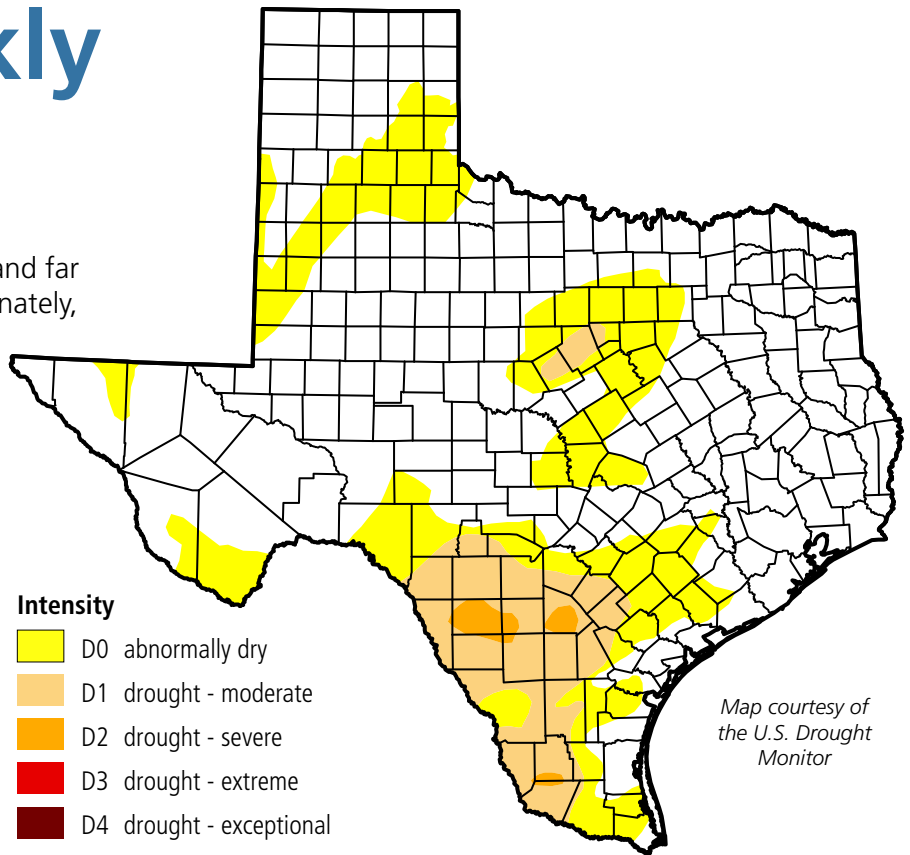 kly
and far
nately,
Intensity
D0 abnormally dry
D1 drought - moderate
D2 drought - severe
D3 drought - extreme
D4 drought - exceptional
Map courtesy of
the U.S. Drought
Monitor